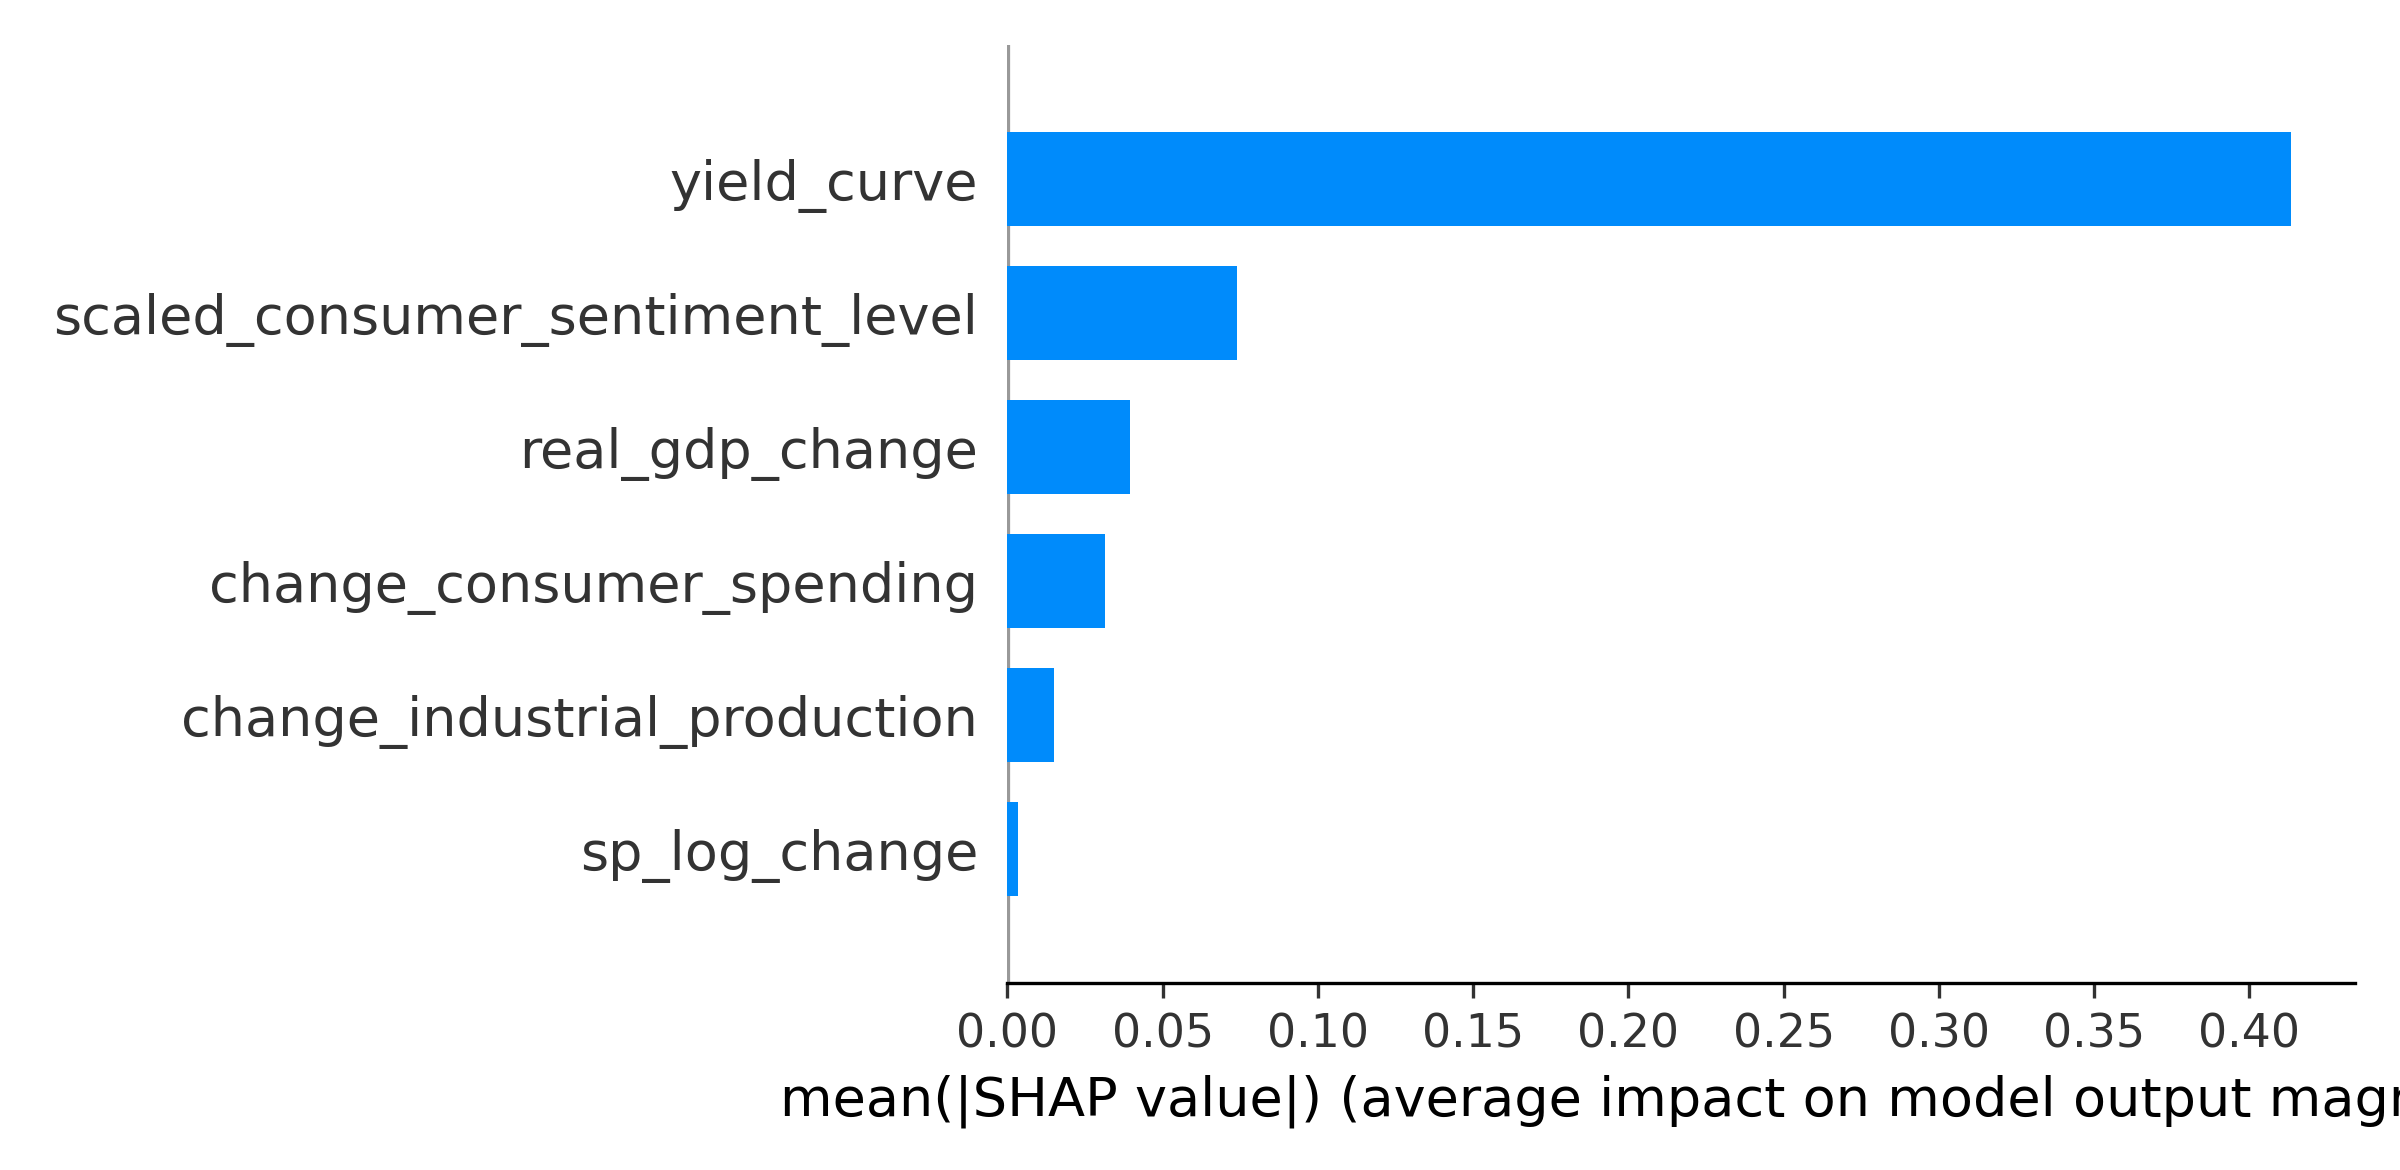 yield_curve
scaled_consumer_sentiment_level
real_gdp_change
change_consumer_spending
change_industrial_production
sp_log_change
0.00 0.05 0.10 0.15 0.20 0.25 0.30 0.35 0.40
mean(|SHAP value|) (average impact on model output